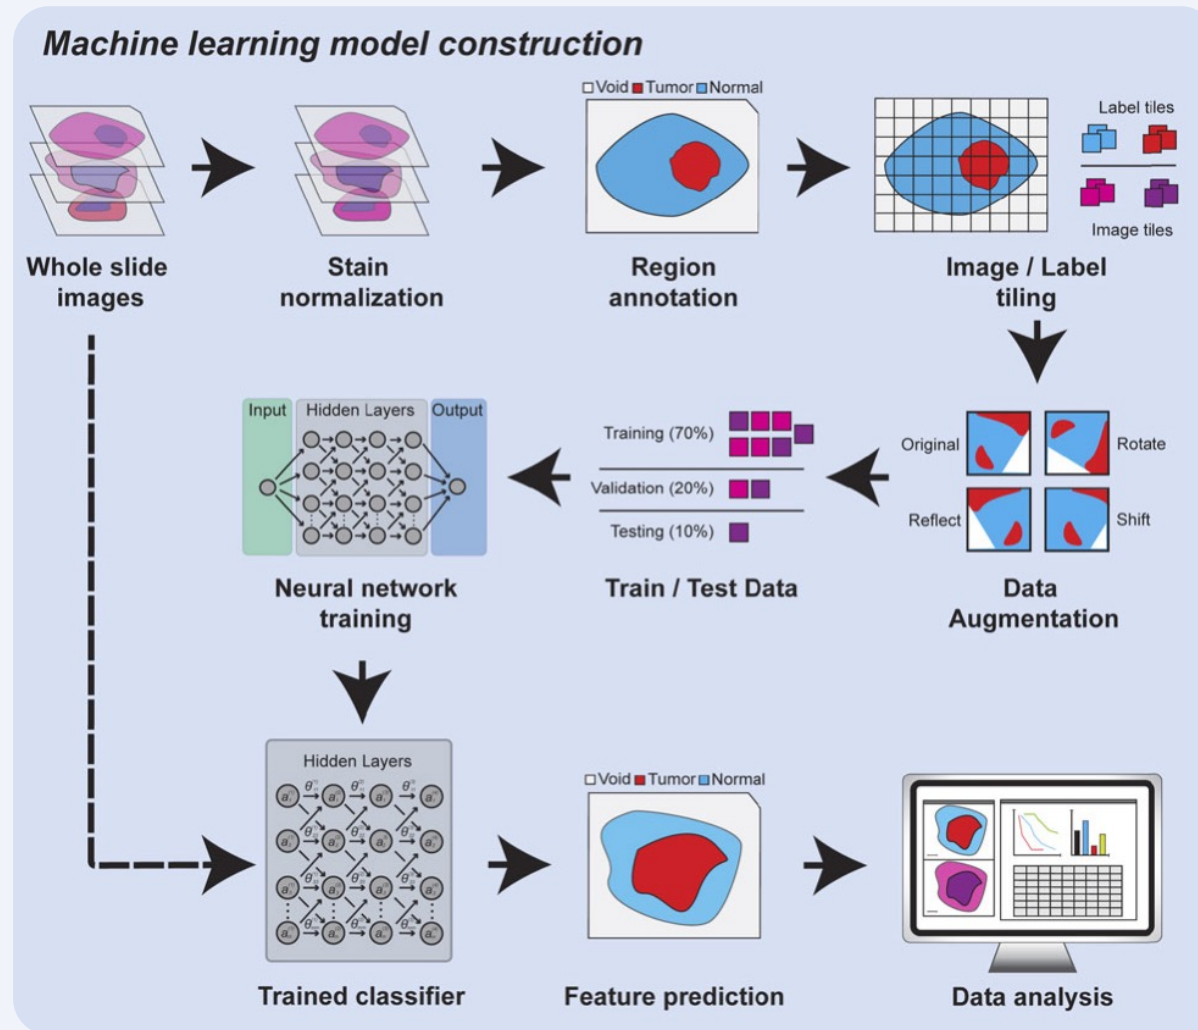 Machine learning model construction
Void Tumor Normal
Label tiles
Image tiles
Whole slide
images
Stain
normalization
Region
annotation
Image / Label
tiling
Input
Hidden Layers
Output
Training (70%)
Validation (20%)
Testing (10%)
Original
Rotate
Reflect
Shift
Neural network
training
Train / Test Data
Data
Augmentation
Hidden Layers
Void Tumor Normal
Trained classifier
Feature prediction
Data analysis